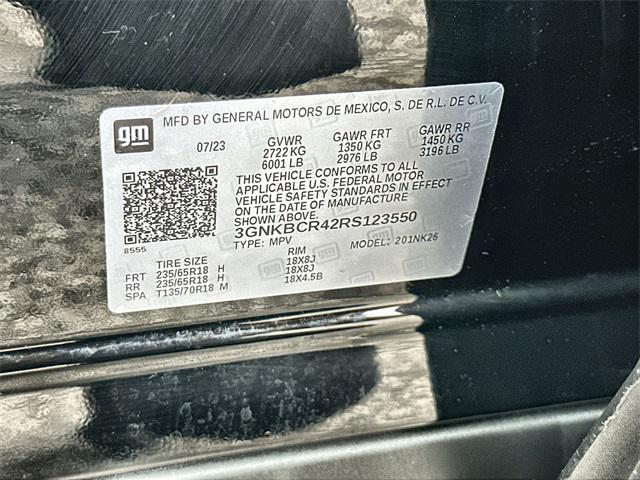 gm
MFD BY GENERAL MOTORS DE MEXICO, S. DE R.L. DE C.V.
07/23 GVWR GAWR FRT GAWR RR
2722 KG 1350 KG 1450 KG
6001 LB 2976 LB 3196 LB
THIS VEHICLE CONFORMS TO ALL
APPLICABLE U.S. FEDERAL MOTOR
VEHICLE SAFETY STANDARDS IN EFFECT
ON THE DATE OF MANUFACTURE
SHOWN ABOVE.
3GNKBCR42RS123550
8555 TYPE: MPV MODEL: 201NK26
TIRE SIZE RIM
FRT 235/65R18 H 18X8J
RR 235/65R18 H 18X8J
SPA T135/70R18 M 18X4.5B